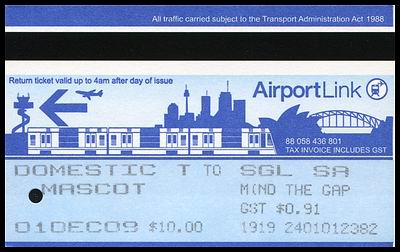 All traffic carried subject to the Transport Administration Act 1988
Return ticket valid up to 4am after day of issue
AirportLink
88 058 436 801
TAX INVOICE INCLUDES GST
DOMESTIC T TO SGL SA
MASCOT MIND THE GAP
GST $0.91
01DEC09 $10.00 1919 2401012382